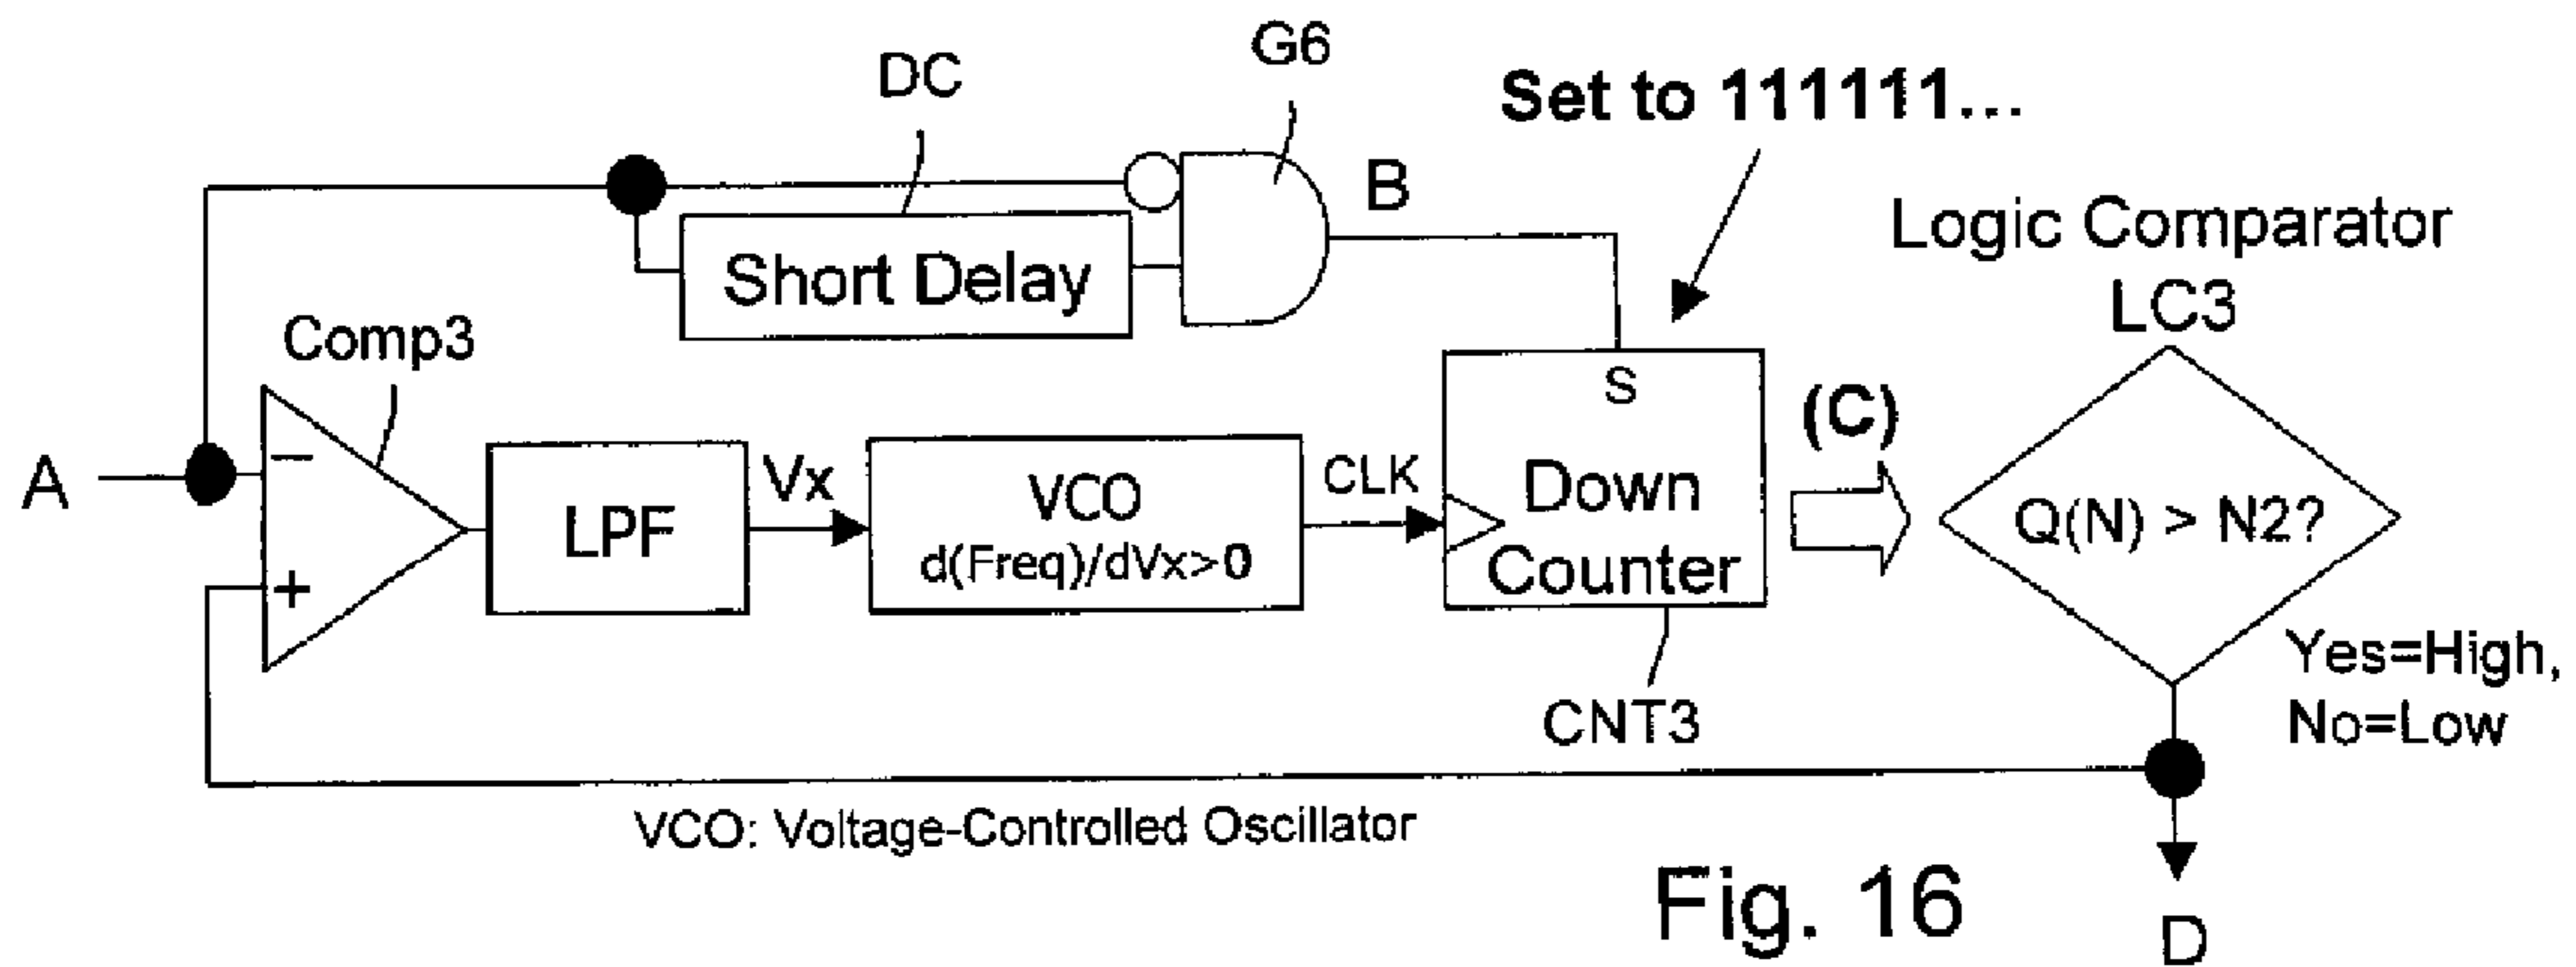 G6
DC
Set to 111111...
B
Short Delay
Logic Comparator
LC3
Comp3
S
(C)
A
−
LPF
Vx
VCO
d(Freq)/dVx>0
CLK
Down
Counter
Q(N) > N2?
+
Yes=High,
No=Low
CNT3
VCO: Voltage-Controlled Oscillator
Fig. 16
D